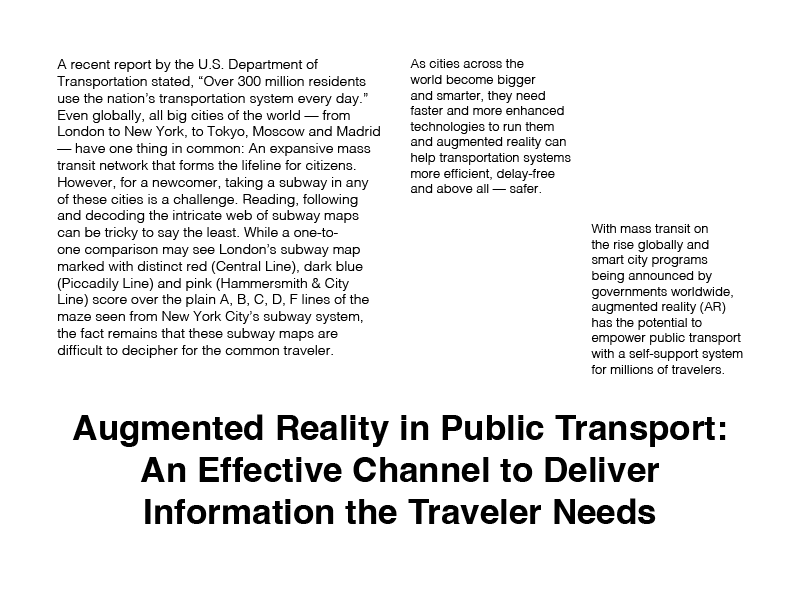 A recent report by the U.S. Department of
Transportation stated, “Over 300 million residents
use the nation’s transportation system every day.”
Even globally, all big cities of the world — from
London to New York, to Tokyo, Moscow and Madrid
— have one thing in common: An expansive mass
transit network that forms the lifeline for citizens.
However, for a newcomer, taking a subway in any
of these cities is a challenge. Reading, following
and decoding the intricate web of subway maps
can be tricky to say the least. While a one-to-
one comparison may see London’s subway map
marked with distinct red (Central Line), dark blue
(Piccadily Line) and pink (Hammersmith & City
Line) score over the plain A, B, C, D, F lines of the
maze seen from New York City’s subway system,
the fact remains that these subway maps are
difficult to decipher for the common traveler.
As cities across the
world become bigger
and smarter, they need
faster and more enhanced
technologies to run them
and augmented reality can
help transportation systems
more efficient, delay-free
and above all — safer.
With mass transit on
the rise globally and
smart city programs
being announced by
governments worldwide,
augmented reality (AR)
has the potential to
empower public transport
with a self-support system
for millions of travelers.
Augmented Reality in Public Transport:
An Effective Channel to Deliver
Information the Traveler Needs